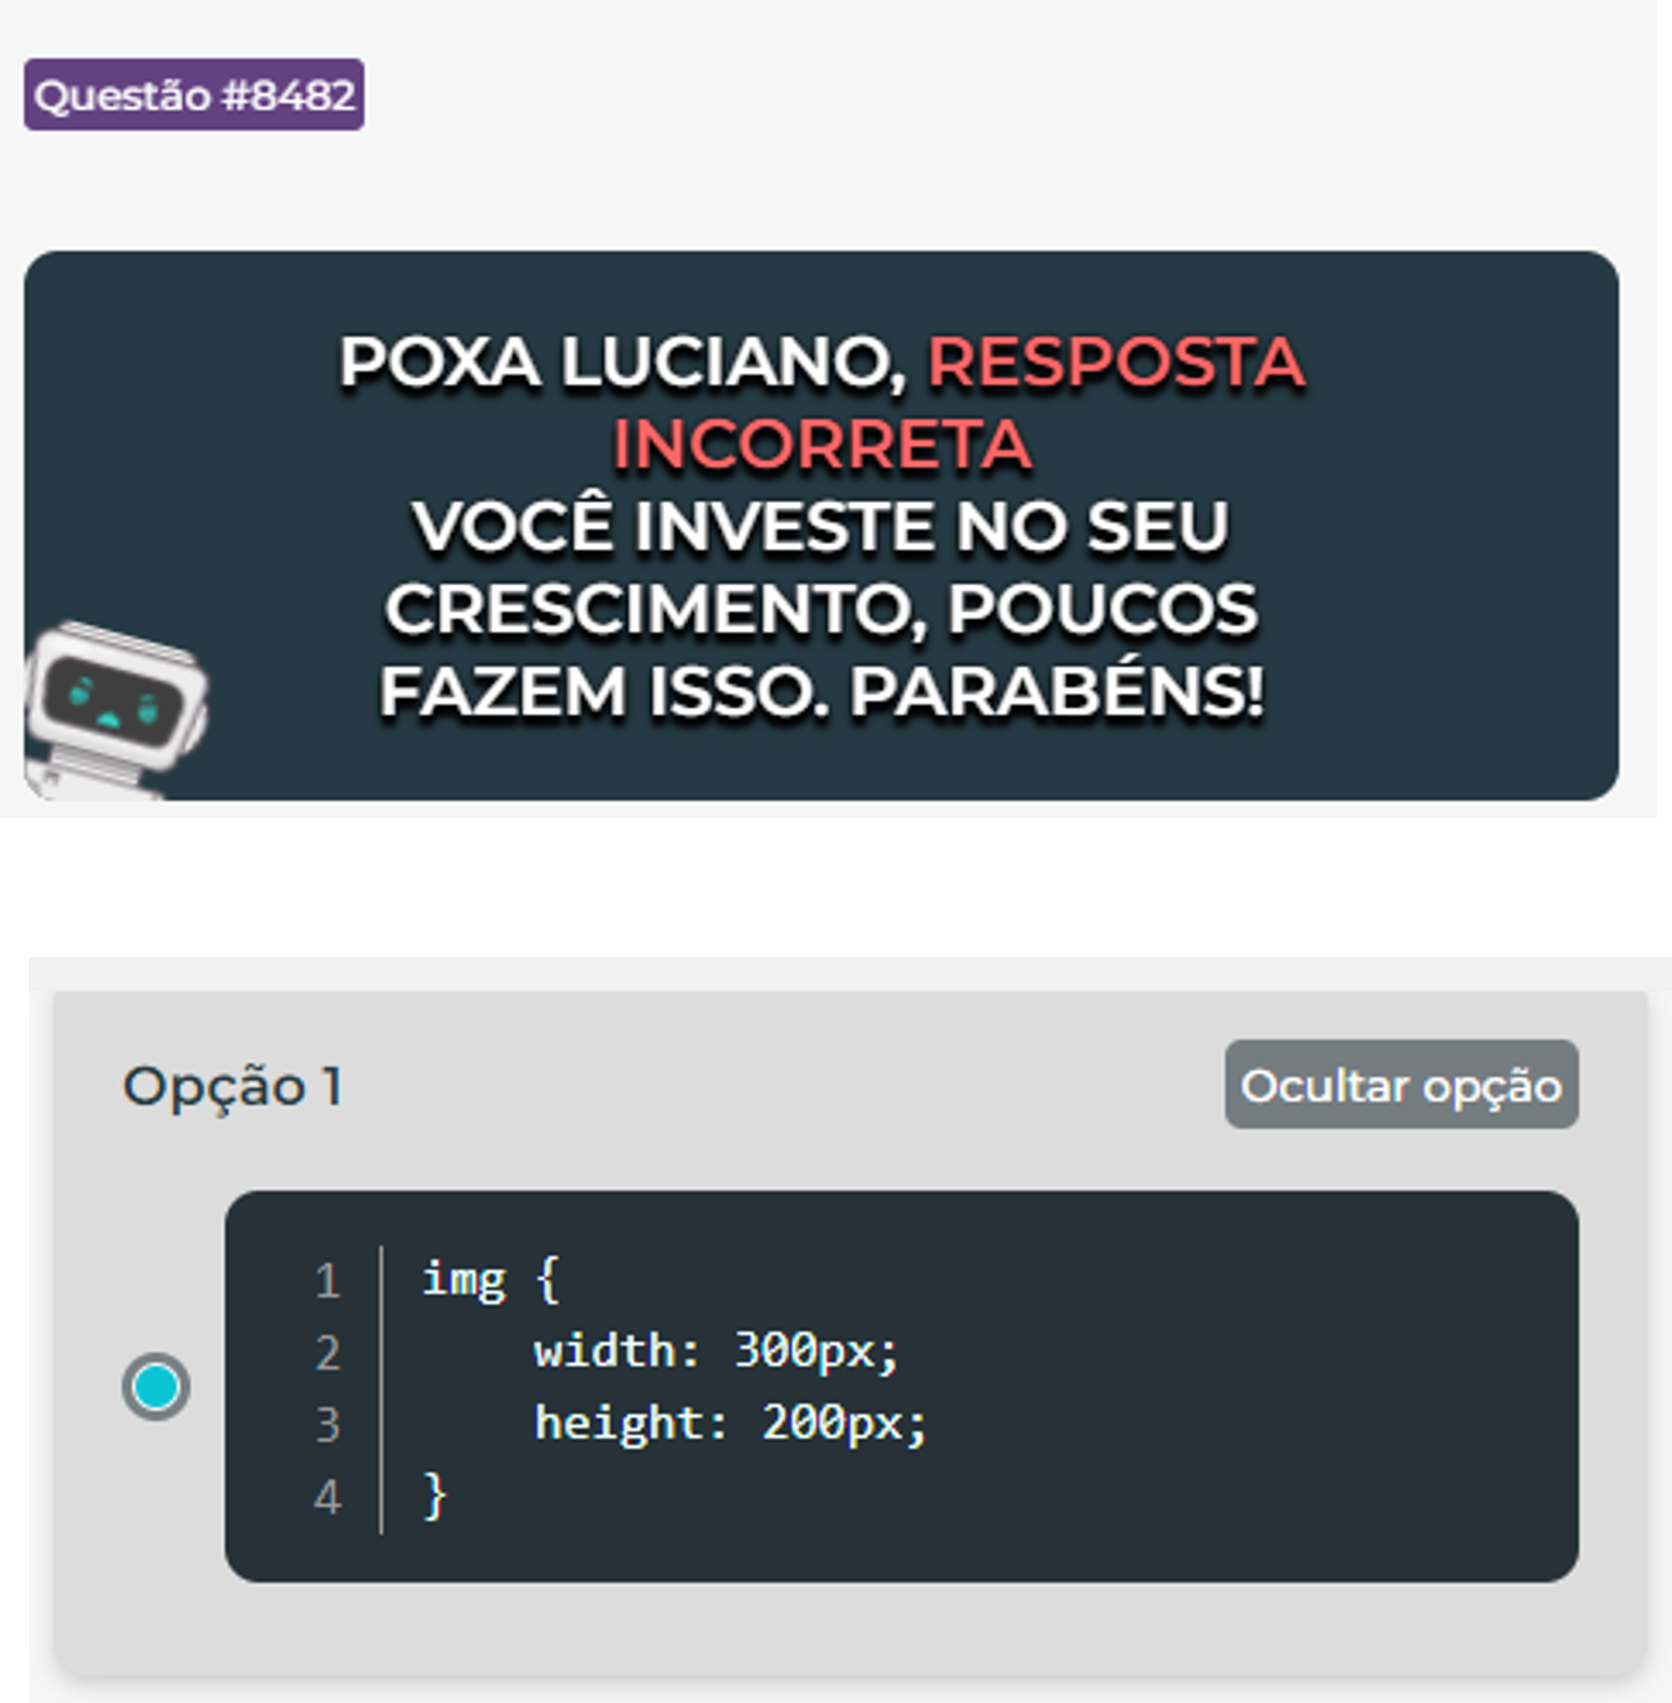 Questão #8482
POXA LUCIANO, RESPOSTA
INCORRETA
VOCÊ INVESTE NO SEU
CRESCIMENTO, POUCOS
FAZEM ISSO. PARABÉNS!
Opção 1
Ocultar opção
1 img {
2     width: 300px;
3     height: 200px;
4 }